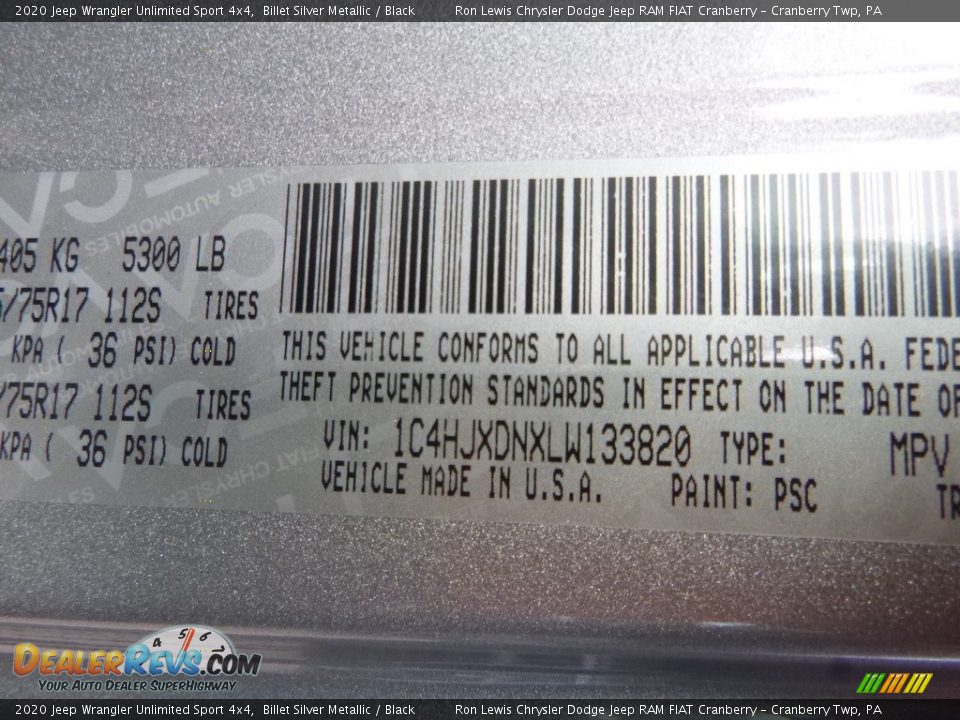 2020 Jeep Wrangler Unlimited Sport 4x4, Billet Silver Metallic / Black Ron Lewis Chrysler Dodge Jeep RAM FIAT Cranberry – Cranberry Twp, PA
405 KG 5300 LB
/75R17 112S TIRES
KPA ( 36 PSI) COLD
/75R17 112S TIRES
KPA ( 36 PSI) COLD
THIS VEHICLE CONFORMS TO ALL APPLICABLE U.S.A. FEDE
THEFT PREVENTION STANDARDS IN EFFECT ON THE DATE OF
VIN: 1C4HJXDNXLW133820 TYPE: MPV
VEHICLE MADE IN U.S.A. PAINT: PSC TR
4 5 6
DEALERREVS.COM
YOUR AUTO DEALER SUPERHIGHWAY
2020 Jeep Wrangler Unlimited Sport 4x4, Billet Silver Metallic / Black Ron Lewis Chrysler Dodge Jeep RAM FIAT Cranberry – Cranberry Twp, PA